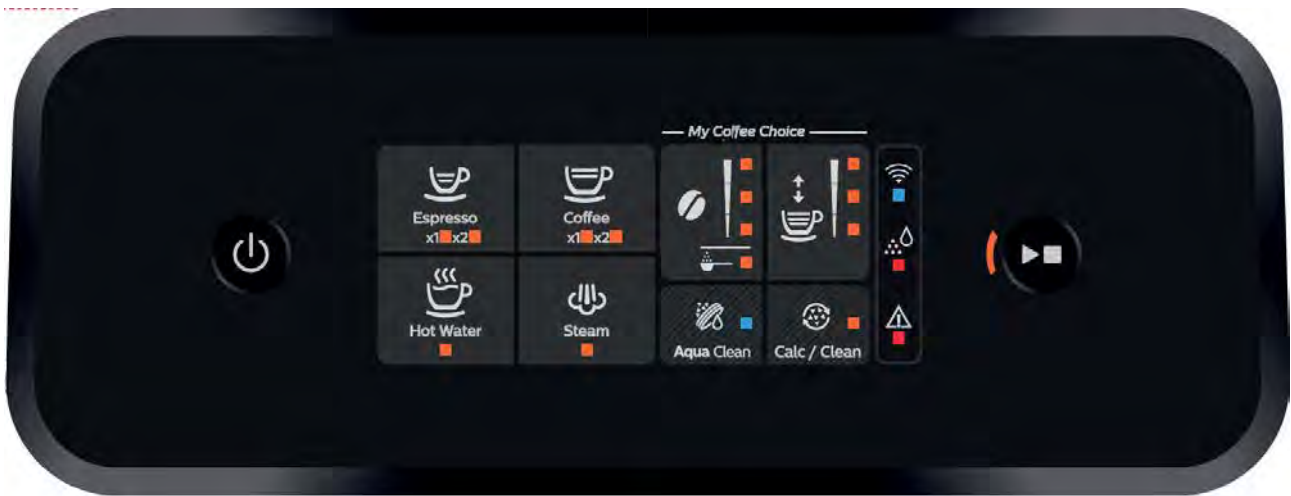 My Coffee Choice
Espresso
x1 x2
Coffee
x1 x2
Hot Water
Steam
Aqua Clean
Calc / Clean